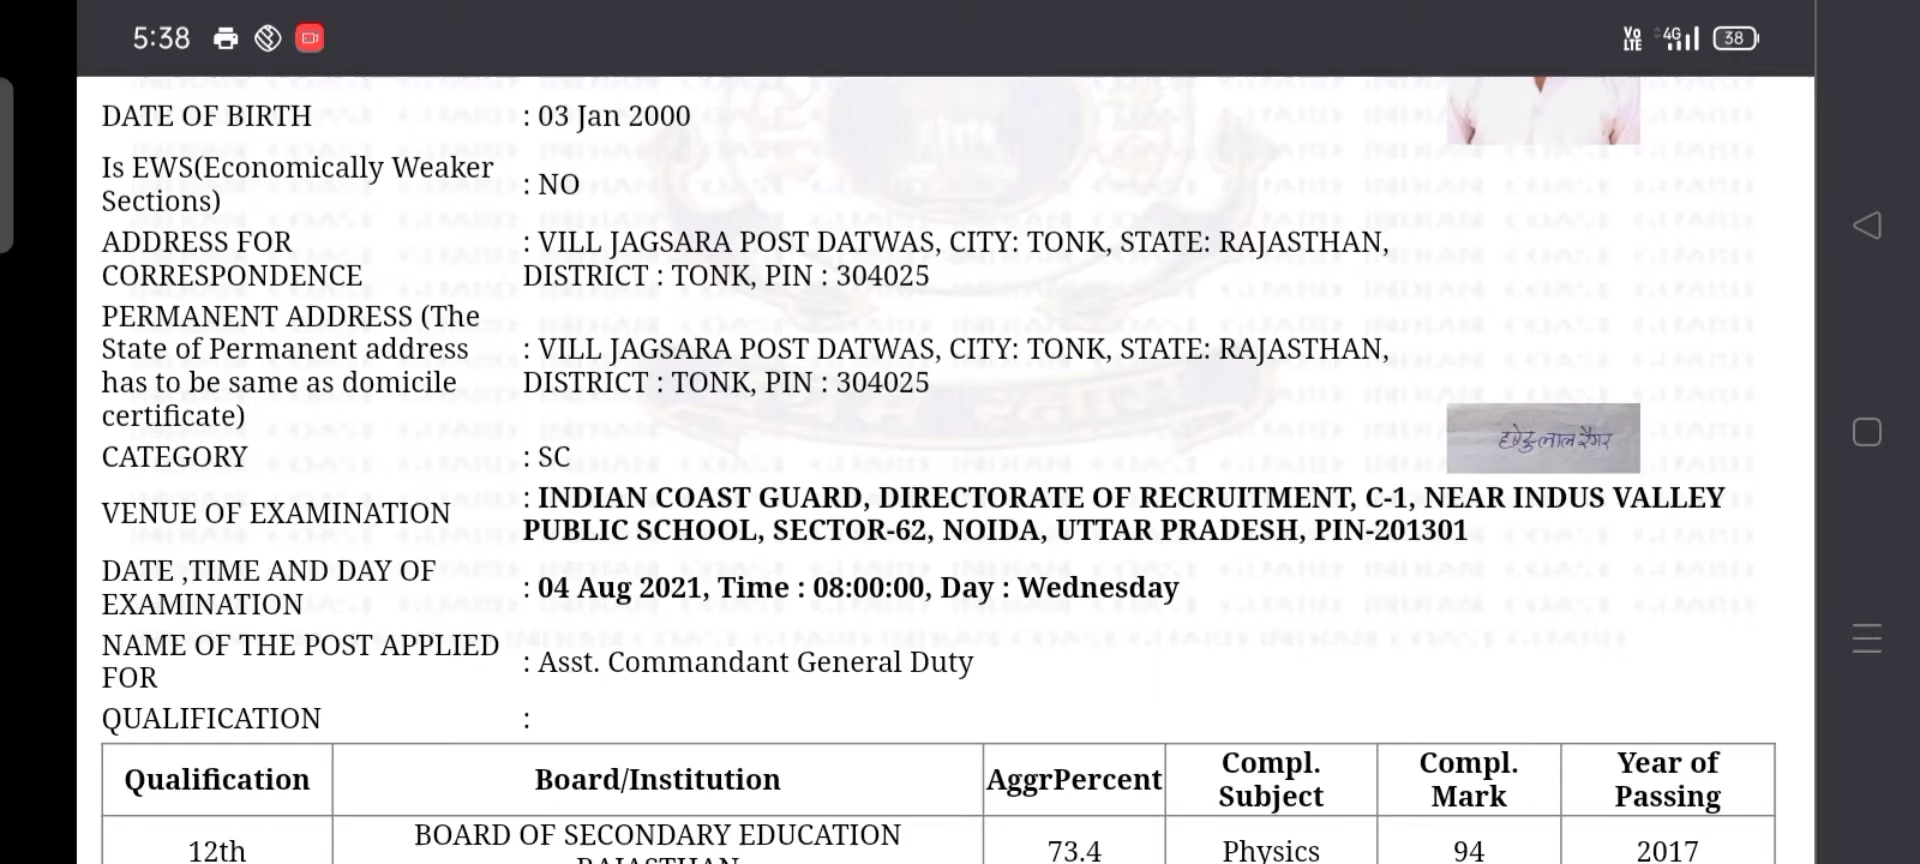 5:38
Vo LTE 4G 38
DATE OF BIRTH : 03 Jan 2000
Is EWS(Economically Weaker
Sections) : NO
ADDRESS FOR : VILL JAGSARA POST DATWAS, CITY: TONK, STATE: RAJASTHAN,
CORRESPONDENCE DISTRICT : TONK, PIN : 304025
PERMANENT ADDRESS (The
State of Permanent address : VILL JAGSARA POST DATWAS, CITY: TONK, STATE: RAJASTHAN,
has to be same as domicile DISTRICT : TONK, PIN : 304025
certificate)
लाल रैगर
CATEGORY : SC
VENUE OF EXAMINATION : INDIAN COAST GUARD, DIRECTORATE OF RECRUITMENT, C-1, NEAR INDUS VALLEY
PUBLIC SCHOOL, SECTOR-62, NOIDA, UTTAR PRADESH, PIN-201301
DATE ,TIME AND DAY OF
EXAMINATION : 04 Aug 2021, Time : 08:00:00, Day : Wednesday
NAME OF THE POST APPLIED
FOR : Asst. Commandant General Duty
QUALIFICATION :
Qualification Board/Institution AggrPercent Compl. Subject Compl. Mark Year of Passing
12th BOARD OF SECONDARY EDUCATION RAJASTHAN 73.4 Physics 94 2017